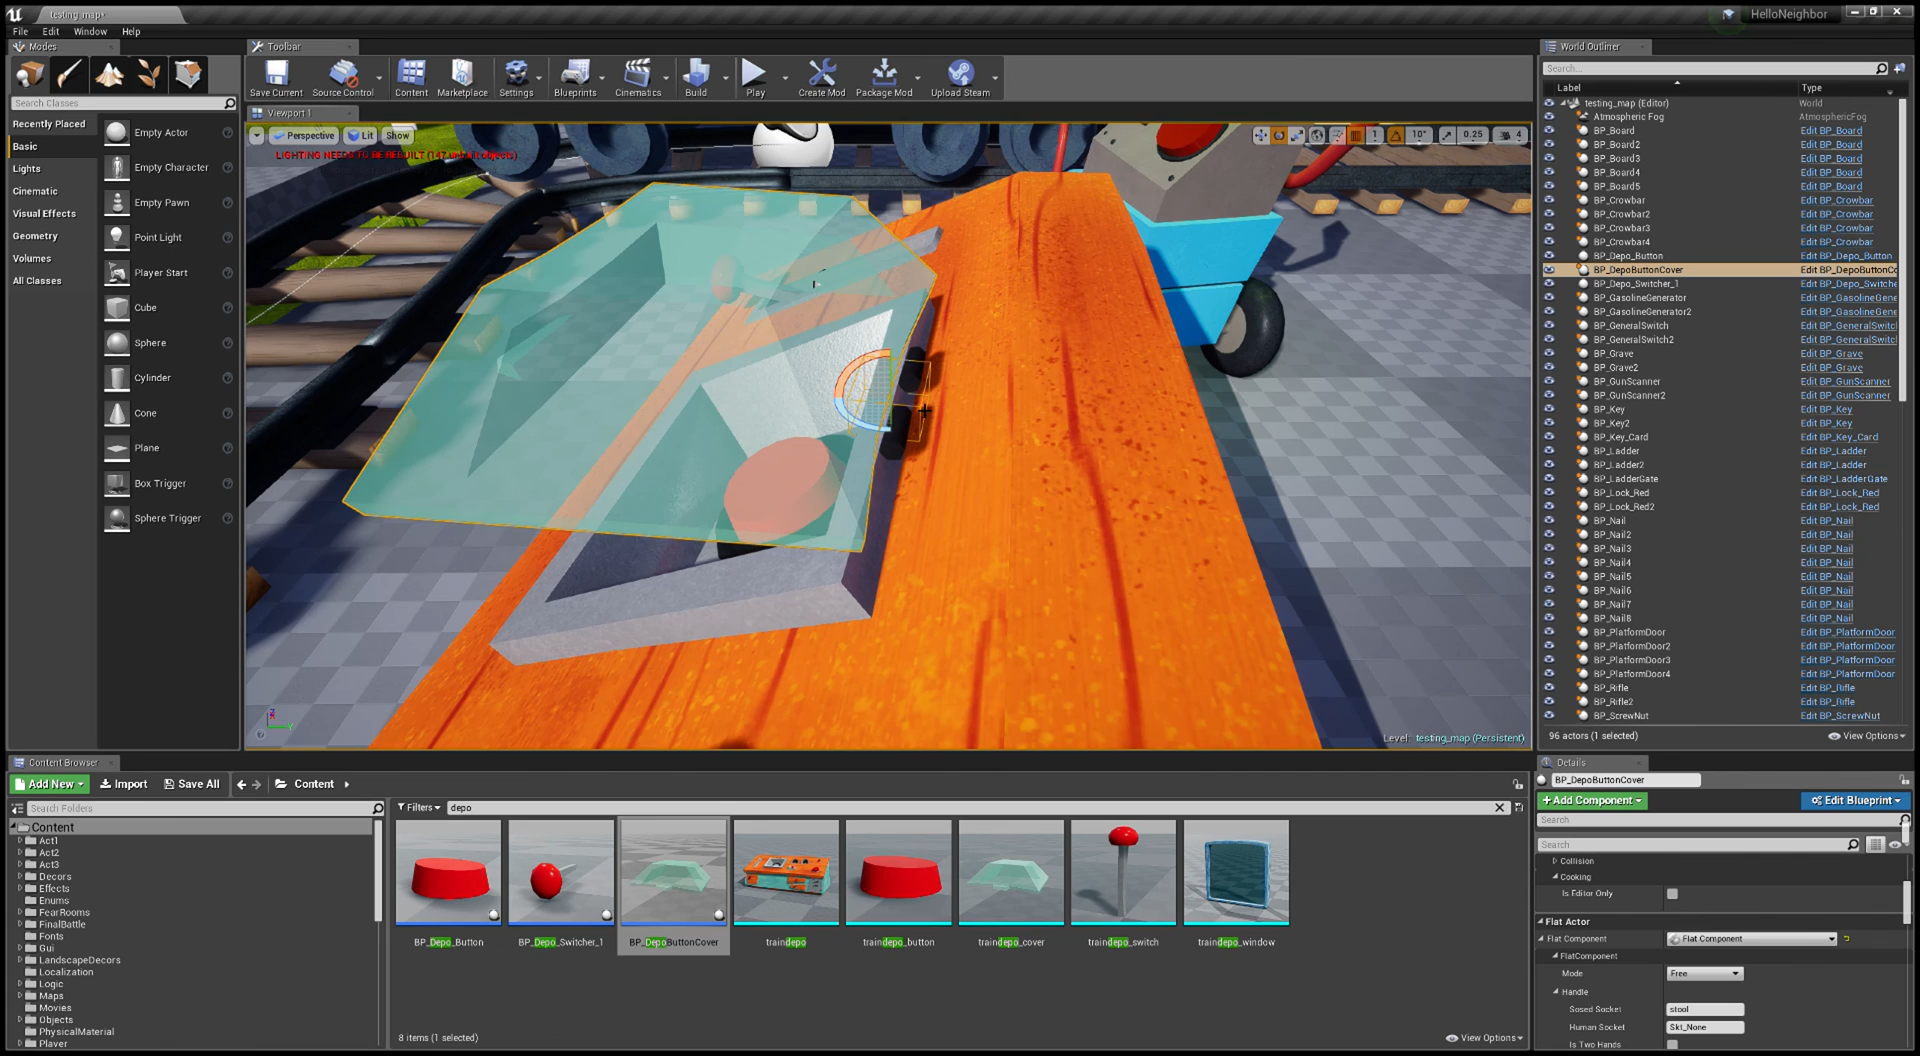 testing_map*
HelloNeighbor
File Edit Window Help
Modes
Toolbar
World Outliner
Save Current
Source Control
Content
Marketplace
Settings
Blueprints
Cinematics
Build
Play
Create Mod
Package Mod
Upload Steam
Search Classes
Recently Placed
Basic
Lights
Cinematic
Visual Effects
Geometry
Volumes
All Classes
Empty Actor
Empty Character
Empty Pawn
Point Light
Player Start
Cube
Sphere
Cylinder
Cone
Plane
Box Trigger
Sphere Trigger
Viewport 1
Perspective Lit Show
1 10° 0.25 4
LIGHTING NEEDS TO BE REBUILT (147 unbuilt objects)
Level: testing_map (Persistent)
Search...
Label Type
testing_map (Editor) World
Atmospheric Fog AtmosphericFog
BP_Board Edit BP_Board
BP_Board2 Edit BP_Board
BP_Board3 Edit BP_Board
BP_Board4 Edit BP_Board
BP_Board5 Edit BP_Board
BP_Crowbar Edit BP_Crowbar
BP_Crowbar2 Edit BP_Crowbar
BP_Crowbar3 Edit BP_Crowbar
BP_Crowbar4 Edit BP_Crowbar
BP_Depo_Button Edit BP_Depo_Button
BP_DepoButtonCover Edit BP_DepoButtonCo
BP_Depo_Switcher_1 Edit BP_Depo_Switche
BP_GasolineGenerator Edit BP_GasolineGene
BP_GasolineGenerator2 Edit BP_GasolineGene
BP_GeneralSwitch Edit BP_GeneralSwitc
BP_GeneralSwitch2 Edit BP_GeneralSwitc
BP_Grave Edit BP_Grave
BP_Grave2 Edit BP_Grave
BP_GunScanner Edit BP_GunScanner
BP_GunScanner2 Edit BP_GunScanner
BP_Key Edit BP_Key
BP_Key2 Edit BP_Key
BP_Key_Card Edit BP_Key_Card
BP_Ladder Edit BP_Ladder
BP_Ladder2 Edit BP_Ladder
BP_LadderGate Edit BP_LadderGate
BP_Lock_Red Edit BP_Lock_Red
BP_Lock_Red2 Edit BP_Lock_Red
BP_Nail Edit BP_Nail
BP_Nail2 Edit BP_Nail
BP_Nail3 Edit BP_Nail
BP_Nail4 Edit BP_Nail
BP_Nail5 Edit BP_Nail
BP_Nail6 Edit BP_Nail
BP_Nail7 Edit BP_Nail
BP_Nail8 Edit BP_Nail
BP_PlatformDoor Edit BP_PlatformDoor
BP_PlatformDoor2 Edit BP_PlatformDoor
BP_PlatformDoor3 Edit BP_PlatformDoor
BP_PlatformDoor4 Edit BP_PlatformDoor
BP_Rifle Edit BP_Rifle
BP_Rifle2 Edit BP_Rifle
BP_ScrewNut Edit BP_ScrewNut
96 actors (1 selected) View Options
Content Browser
Add New Import Save All Content
Search Folders
Content
Act1
Act2
Act3
Decors
Effects
Enums
FearRooms
FinalBattle
Fonts
Gui
LandscapeDecors
Localization
Logic
Maps
Movies
Objects
PhysicalMaterial
Player
Filters depo
BP_Depo_Button
BP_Depo_Switcher_1
BP_DepoButtonCover
traindepo
traindepo_button
traindepo_cover
traindepo_switch
traindepo_window
8 items (1 selected) View Options
Details
BP_DepoButtonCover
Add Component Edit Blueprint
Search
Search
Collision
Cooking
Is Editor Only
Flat Actor
Flat Component Flat Component
FlatComponent
Mode Free
Handle
Sosed Socket stool
Human Socket Skt_None
Is Two Hands